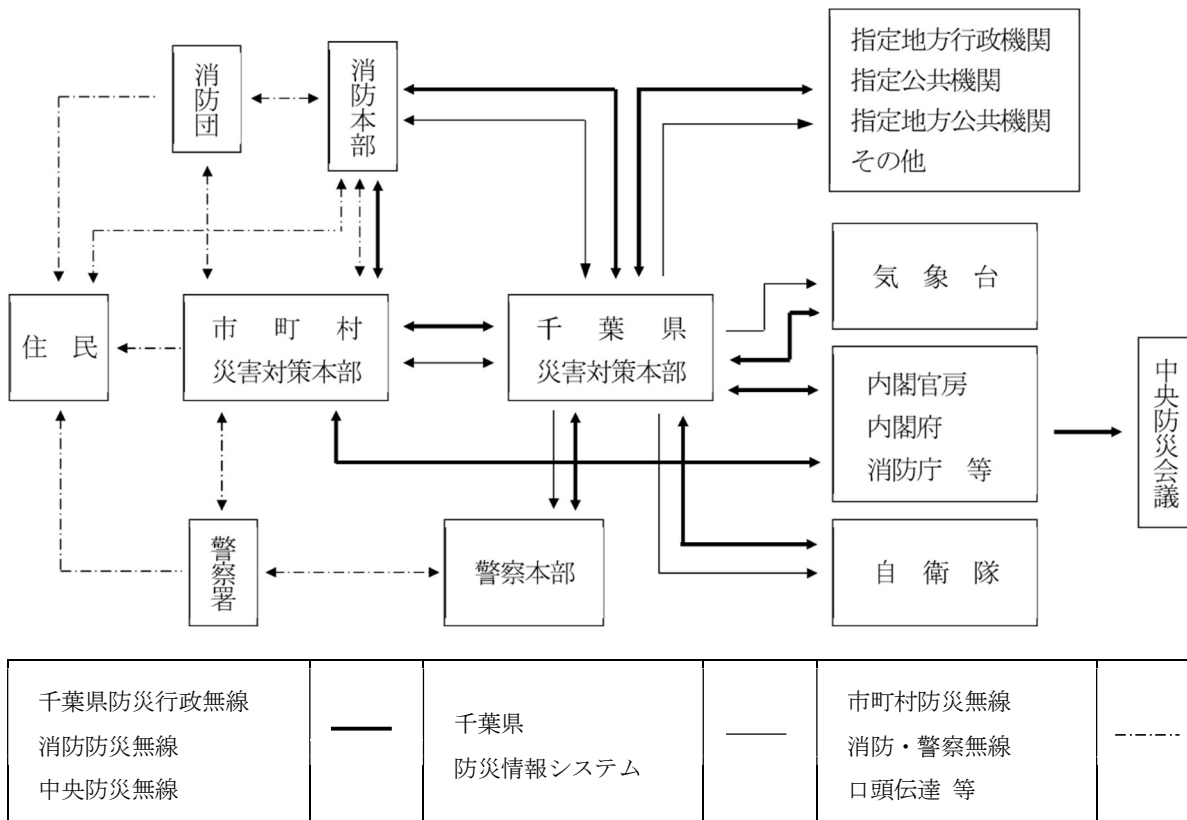 消防団
消防本部
指定地方行政機関
指定公共機関
指定地方公共機関
その他
気象台
住民
市町村
災害対策本部
千葉県
災害対策本部
内閣官房
内閣府
消防庁 等
中央防災会議
警察署
警察本部
自衛隊
千葉県防災行政無線
消防防災無線
中央防災無線
千葉県
防災情報システム
市町村防災無線
消防・警察無線
口頭伝達 等